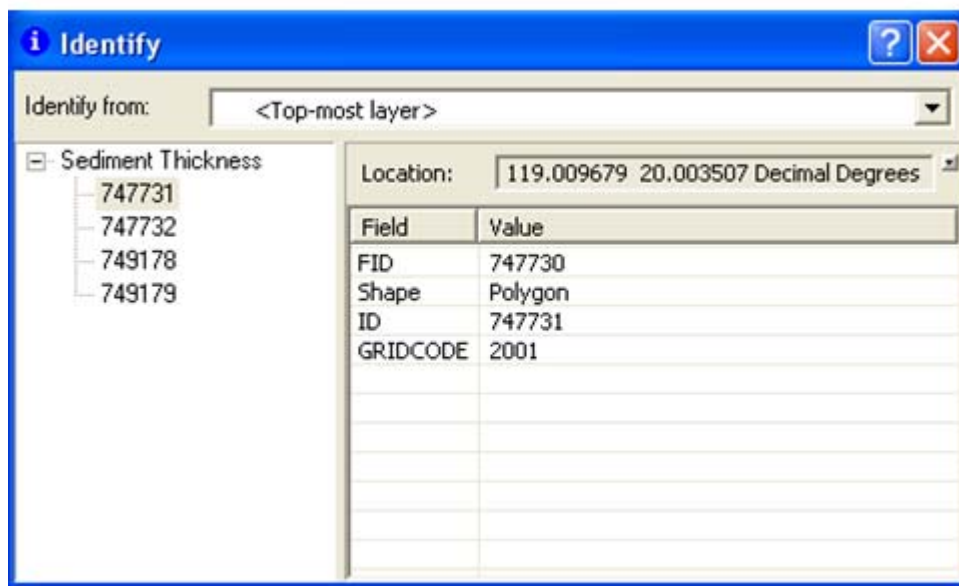 Identify
Identify from: <Top-most layer>
Sediment Thickness
747731
747732
749178
749179
Location: 119.009679 20.003507 Decimal Degrees
Field Value
FID 747730
Shape Polygon
ID 747731
GRIDCODE 2001